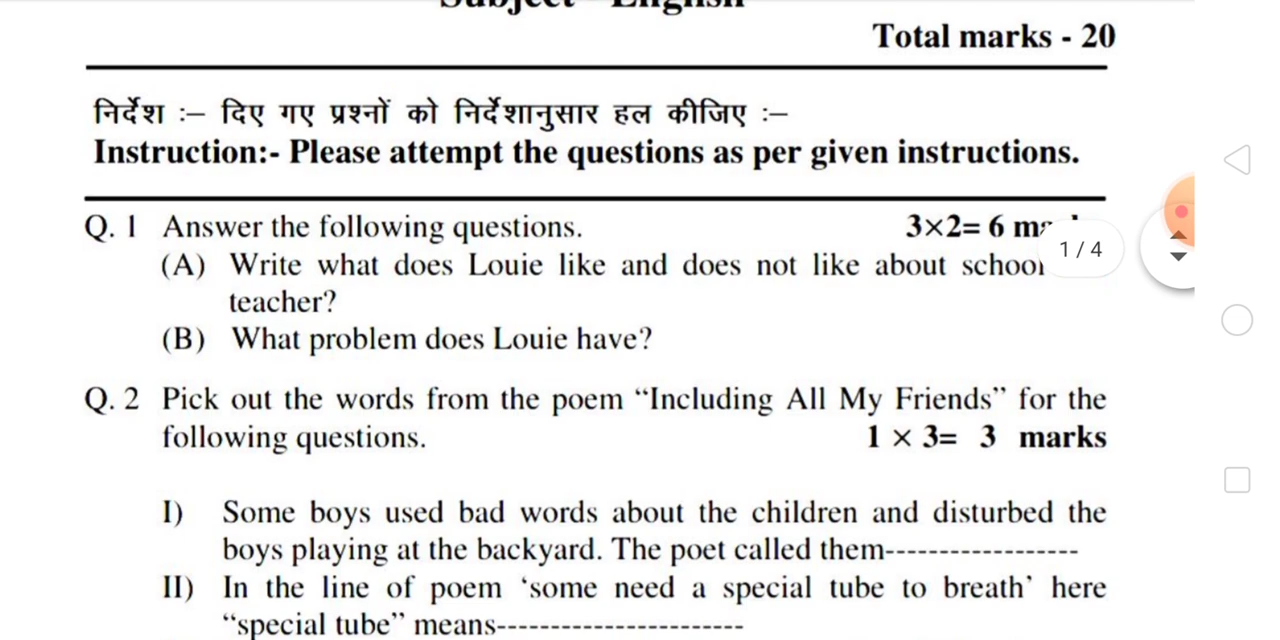 Subject - English
Total marks - 20
निर्देश :– दिए गए प्रश्नों को निर्देशानुसार हल कीजिए :–
Instruction:- Please attempt the questions as per given instructions.
Q. 1 Answer the following questions. 3×2= 6
1 / 4
(A) Write what does Louie like and does not like about school
teacher?
(B) What problem does Louie have?
Q. 2 Pick out the words from the poem “Including All My Friends” for the
following questions. 1 × 3= 3 marks
I) Some boys used bad words about the children and disturbed the
boys playing at the backyard. The poet called them------------------
II) In the line of poem ‘some need a special tube to breath’ here
“special tube” means-----------------------